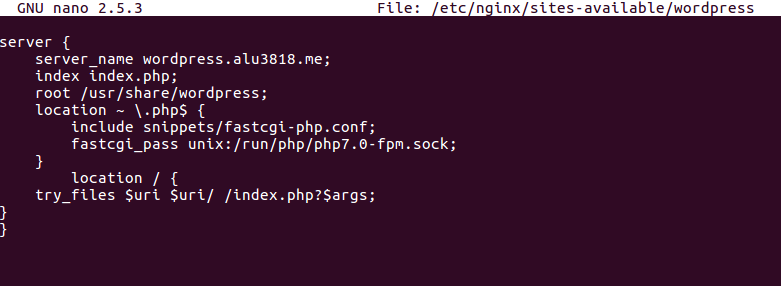 GNU nano 2.5.3 File: /etc/nginx/sites-available/wordpress
server {
    server_name wordpress.alu3818.me;
    index index.php;
    root /usr/share/wordpress;
    location ~ \.php$ {
        include snippets/fastcgi-php.conf;
        fastcgi_pass unix:/run/php/php7.0-fpm.sock;
    }
        location / {
    try_files $uri $uri/ /index.php?$args;
}
}